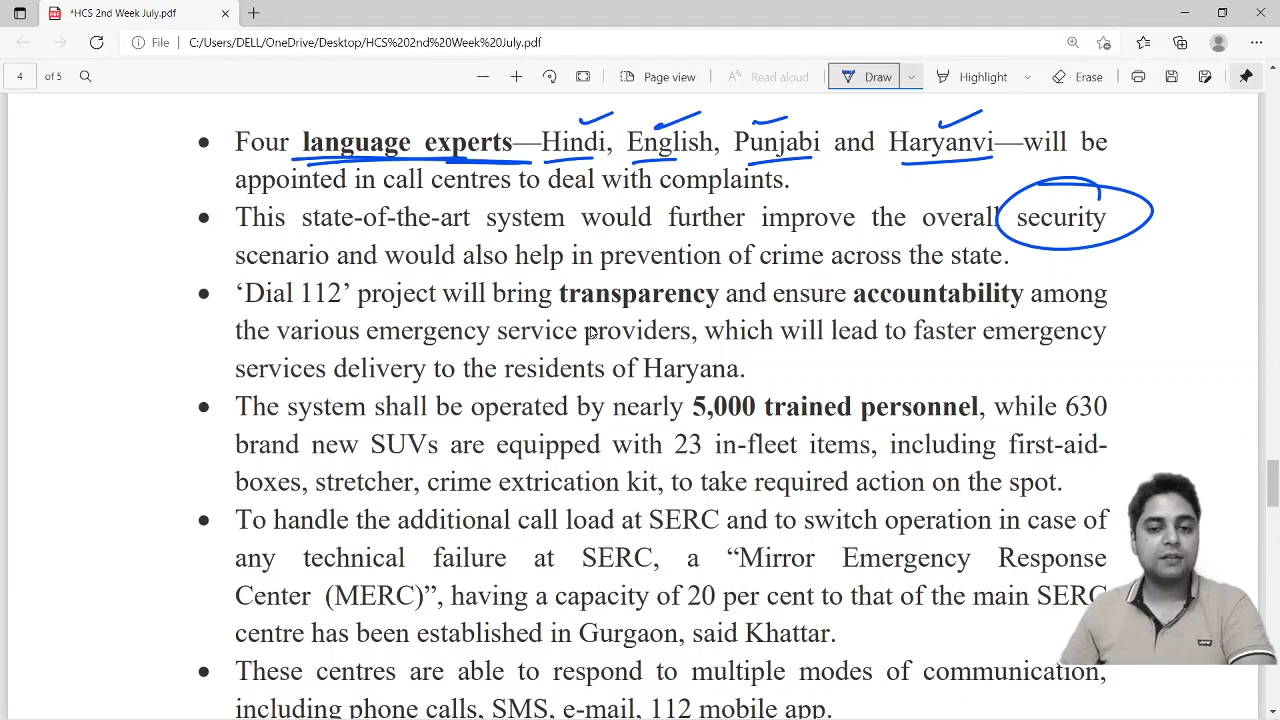 *HCS 2nd Week July.pdf
File C:/Users/DELL/OneDrive/Desktop/HCS%202nd%20Week%20July.pdf
4 of 5 Page view Read aloud Draw Highlight Erase
• Four language experts—Hindi, English, Punjabi and Haryanvi—will be
appointed in call centres to deal with complaints.
• This state-of-the-art system would further improve the overall security
scenario and would also help in prevention of crime across the state.
• ‘Dial 112’ project will bring transparency and ensure accountability among
the various emergency service providers, which will lead to faster emergency
services delivery to the residents of Haryana.
• The system shall be operated by nearly 5,000 trained personnel, while 630
brand new SUVs are equipped with 23 in-fleet items, including first-aid-
boxes, stretcher, crime extrication kit, to take required action on the spot.
• To handle the additional call load at SERC and to switch operation in case of
any technical failure at SERC, a “Mirror Emergency Response
Center (MERC)”, having a capacity of 20 per cent to that of the main SERC
centre has been established in Gurgaon, said Khattar.
• These centres are able to respond to multiple modes of communication,
including phone calls, SMS, e-mail, 112 mobile app.